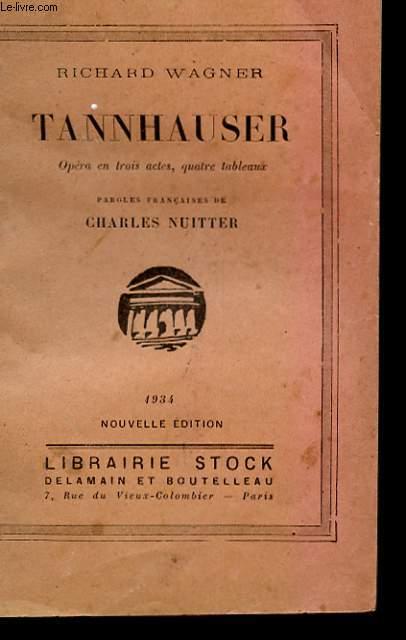 Le-livre.com
RICHARD WAGNER
TANNHAUSER
Opéra en trois actes, quatre tableaux
PAROLES FRANÇAISES DE
CHARLES NUITTER
1934
NOUVELLE ÉDITION
LIBRAIRIE STOCK
DELAMAIN ET BOUTELLEAU
7, Rue du Vieux-Colombier — Paris